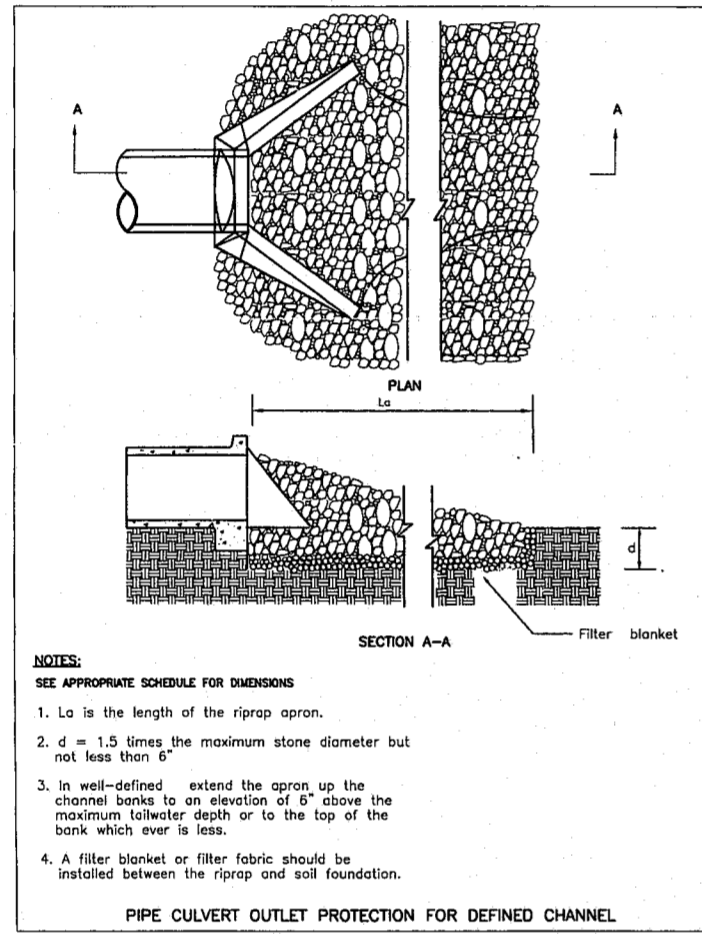 A
A
PLAN
La
d
Filter blanket
SECTION A-A
NOTES:
SEE APPROPRIATE SCHEDULE FOR DIMENSIONS
1. La is the length of the riprap apron.
2. d = 1.5 times the maximum stone diameter but
not less than 6"
3. In well-defined extend the apron up the
channel banks to an elevation of 6" above the
maximum tailwater depth or to the top of the
bank which ever is less.
4. A filter blanket or filter fabric should be
installed between the riprap and soil foundation.
PIPE CULVERT OUTLET PROTECTION FOR DEFINED CHANNEL